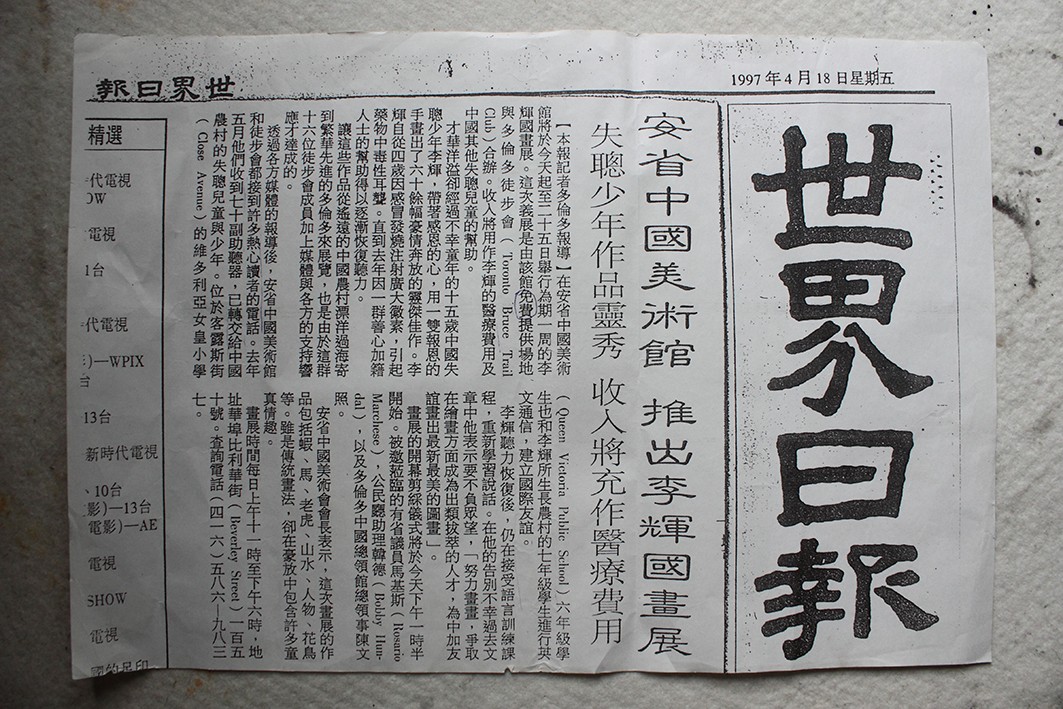 世界日報
1997 年 4 月 18 日星期五
世界日報
安省中國美術館 推出李輝國畫展
失聰少年作品靈秀 收入將充作醫療費用
【本報記者多倫多報導】在安省中國美術
館將於今天起至二十五日舉行為期一周的李
輝國畫展。這次義展是由該館免費提供場地
與多倫多徒步會（Toronto Bruce Trail
Club）合辦。收入將用作李輝的醫療費用及
中國其他失聰兒童的幫助。
才華洋溢卻經過不幸童年的十五歲中國失
聰少年李輝，帶著感恩的心，用一雙報恩的
手畫出了六十餘幅豪情奔放的靈傑佳作。李
輝自從四歲因感冒發燒注射廣大黴素，引起
藥物中毒性耳聾。直到去年因一群善心加籍
人士的幫助得以逐漸恢復聽力。
讓這些作品從遙遠的中國農村漂洋過海寄
到繁華先進的多倫多來展覽，也是由於這群
十六位徒步會成員加上媒體與各方的支持響
應才達成的。
透過各方媒體的報導後，安省中國美術館
和徒步會都接到許多熱心讀者的電話。去年
五月他們收到七十副助聽器，已轉交給中國
農村的失聰兒童與少年。位於客露斯街
（Close Avenue）的維多利亞女皇小學
（Queen Victoria Public School）六年級學
生也和李輝所生長農村的七年級學生進行英
文通信，建立國際友誼。
李輝聽力恢復後，仍在接受語言訓練課
程，重新學習說話。在他的告別不幸過去文
章中他表示要不負眾望，「努力畫畫，爭取
在繪畫方面成為出類拔萃的人才，為中加友
誼畫出最新最美的圖畫」。
畫展的開幕剪綵儀式將於今天下午一時半
開始。被邀蒞臨的有省議員馬基斯（Rosario
Marchese），公民廳助理韓德（Bobby Hun-
dal），以及多倫多中國總領館總領事陳文
照。
安省中國美術會會長表示，這次畫展的作
品包括蝦、馬、老虎、山水、人物、花鳥
等。雖是傳統畫法，卻在豪放中包含許多童
真情趣。
畫展時間每日上午十一時至下午六時，地
址華埠比利華街（Beverley Street）一百五
十號。查詢電話（四一六）五八六—九八三
七。
精選
代電視
OW
電視
1台
代電視
）—WPIX
台
13台
新時代電視
、10台
影)—13台
電影)—AE
電視
SHOW
電視